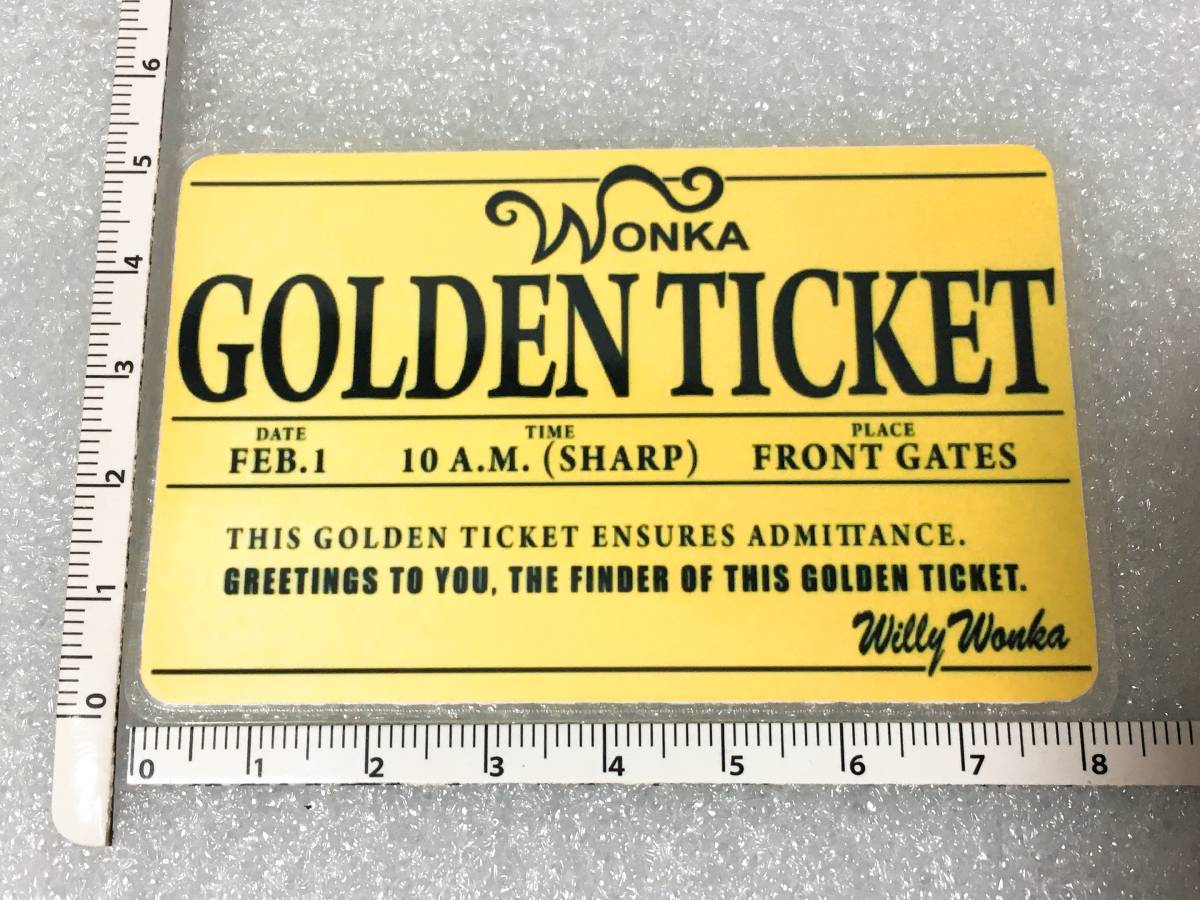 WONKA
GOLDEN TICKET
DATE TIME PLACE
FEB.1 10 A.M. (SHARP) FRONT GATES
THIS GOLDEN TICKET ENSURES ADMITTANCE.
GREETINGS TO YOU, THE FINDER OF THIS GOLDEN TICKET.
Willy Wonka
6
5
4
3
2
1
0
0 1 2 3 4 5 6 7 8